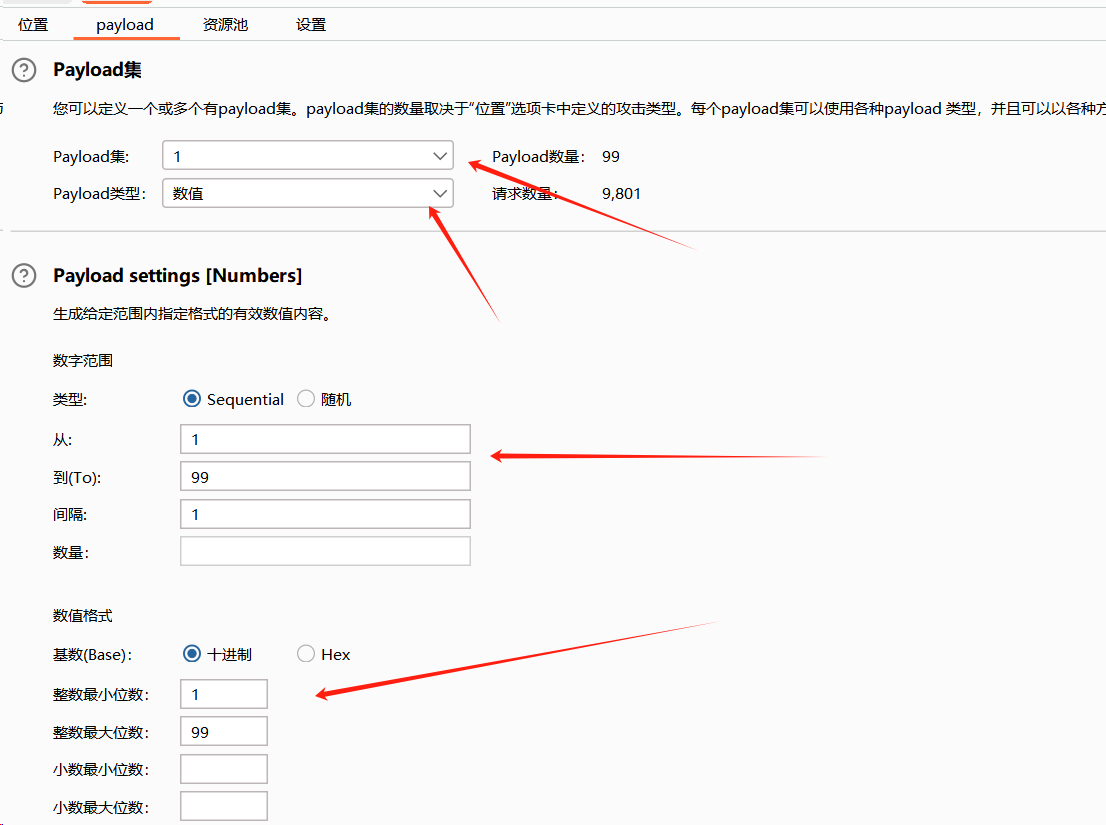 位置 payload 资源池 设置
Payload集
您可以定义一个或多个有payload集。payload集的数量取决于“位置”选项卡中定义的攻击类型。每个payload集可以使用各种payload 类型，并且可以以各种方
Payload集: 1 Payload数量： 99
Payload类型: 数值 请求数量： 9,801
Payload settings [Numbers]
生成给定范围内指定格式的有效数值内容。
数字范围
类型: Sequential 随机
从: 1
到(To): 99
间隔: 1
数量:
数值格式
基数(Base): 十进制 Hex
整数最小位数: 1
整数最大位数: 99
小数最小位数:
小数最大位数: